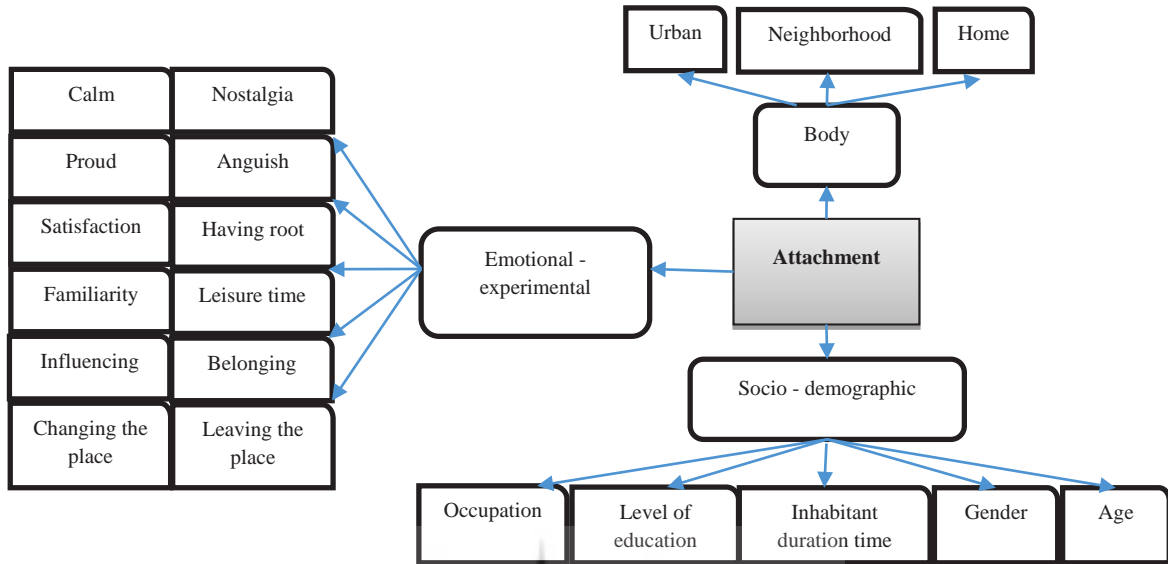 Urban
Neighborhood
Home
Body
Calm
Nostalgia
Proud
Anguish
Satisfaction
Having root
Familiarity
Leisure time
Influencing
Belonging
Changing the
place
Leaving the
place
Emotional -
experimental
Attachment
Socio - demographic
Occupation
Level of
education
Inhabitant
duration time
Gender
Age